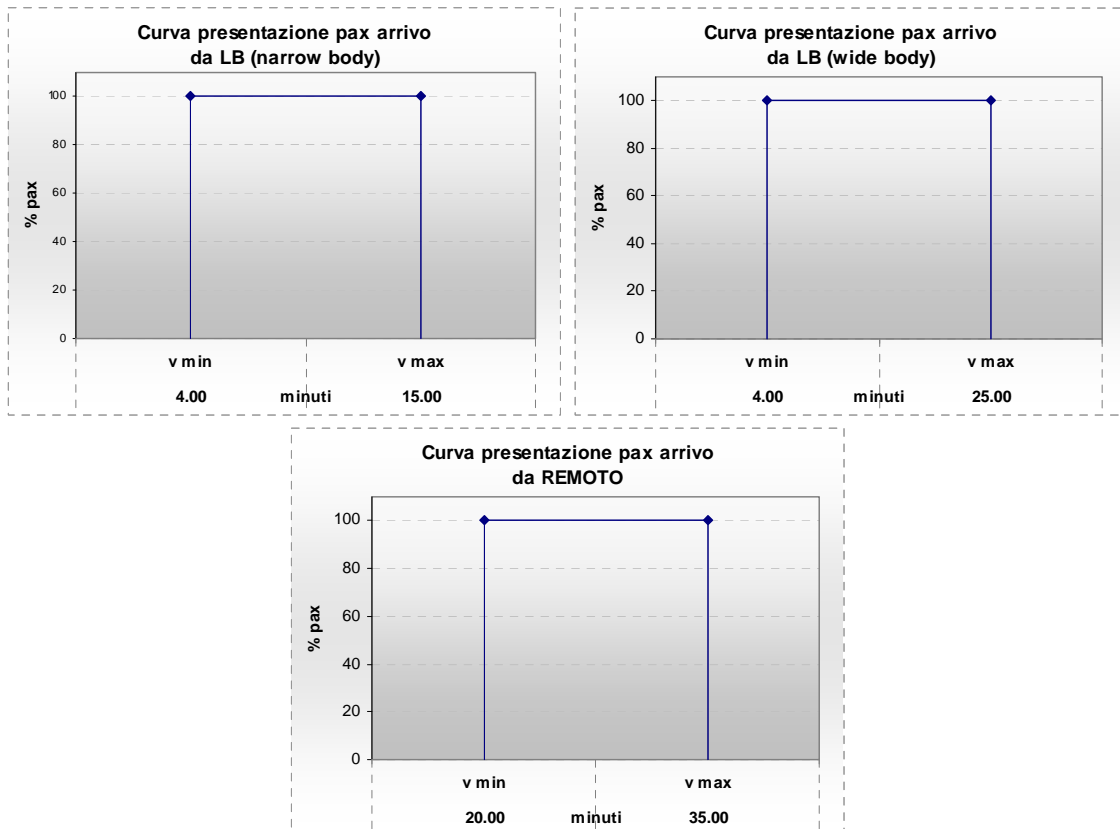 Curva presentazione pax arrivo
da LB (narrow body)
100
80
60
40
20
0
% pax
v min v max
4.00 minuti 15.00
Curva presentazione pax arrivo
da LB (wide body)
100
80
60
40
20
0
% pax
v min v max
4.00 minuti 25.00
Curva presentazione pax arrivo
da REMOTO
100
80
60
40
20
0
% pax
v min v max
20.00 minuti 35.00